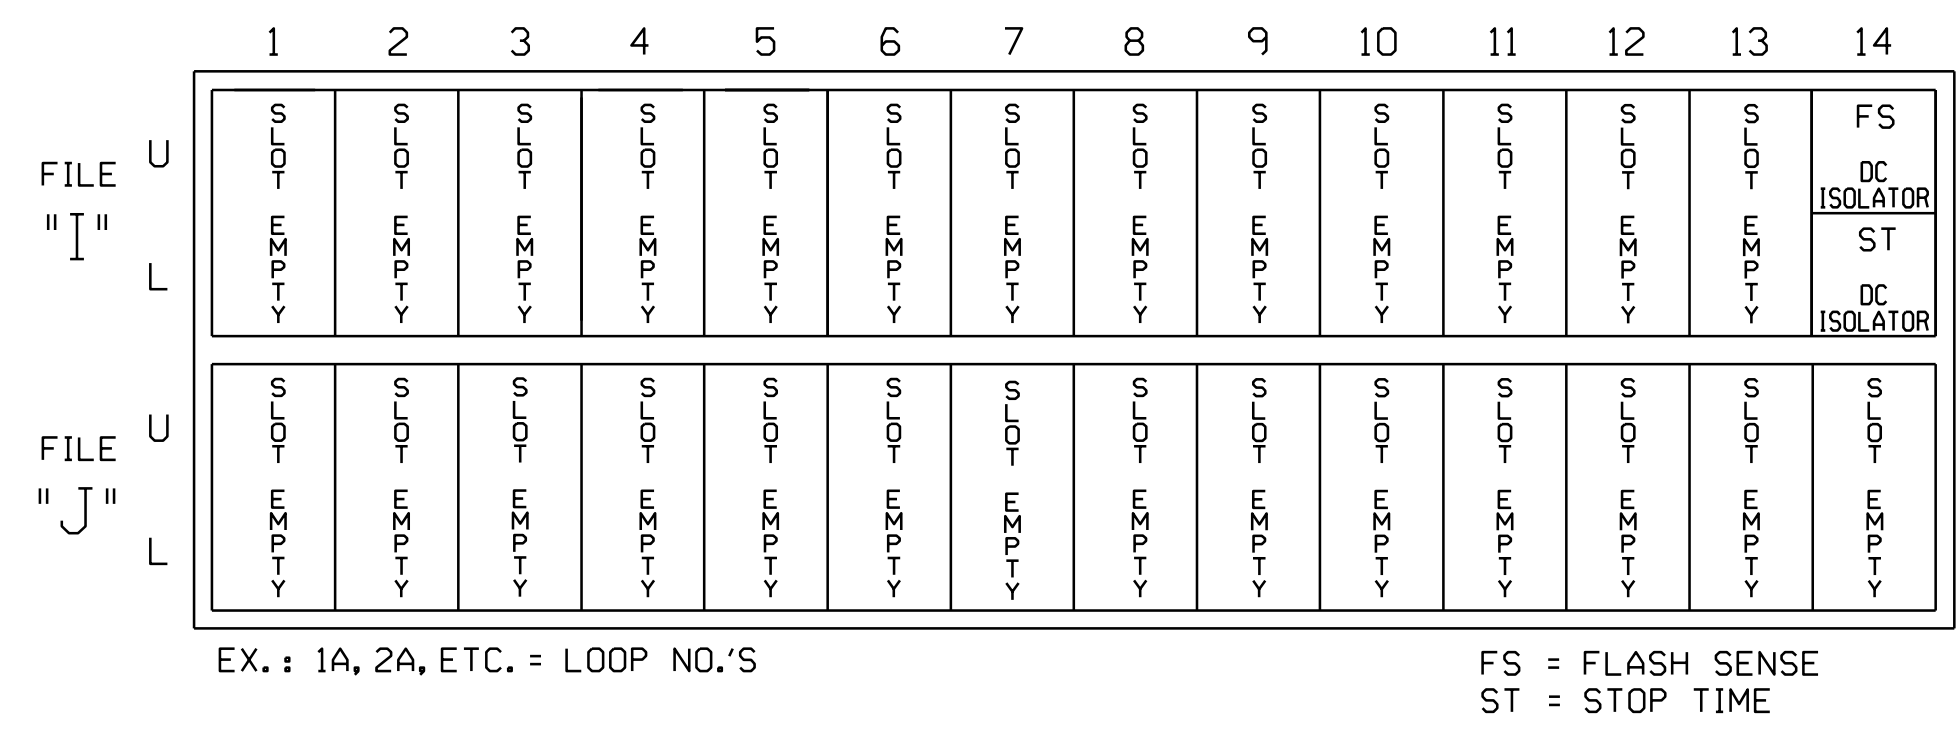 1 2 3 4 5 6 7 8 9 10 11 12 13 14
FILE
"I"
U
L
SLOT EMPTY
SLOT EMPTY
SLOT EMPTY
SLOT EMPTY
SLOT EMPTY
SLOT EMPTY
SLOT EMPTY
SLOT EMPTY
SLOT EMPTY
SLOT EMPTY
SLOT EMPTY
SLOT EMPTY
SLOT EMPTY
FS
DC
ISOLATOR
ST
DC
ISOLATOR
FILE
"J"
U
L
SLOT EMPTY
SLOT EMPTY
SLOT EMPTY
SLOT EMPTY
SLOT EMPTY
SLOT EMPTY
SLOT EMPTY
SLOT EMPTY
SLOT EMPTY
SLOT EMPTY
SLOT EMPTY
SLOT EMPTY
SLOT EMPTY
SLOT EMPTY
EX.: 1A, 2A, ETC. = LOOP NO.'S
FS = FLASH SENSE
ST = STOP TIME